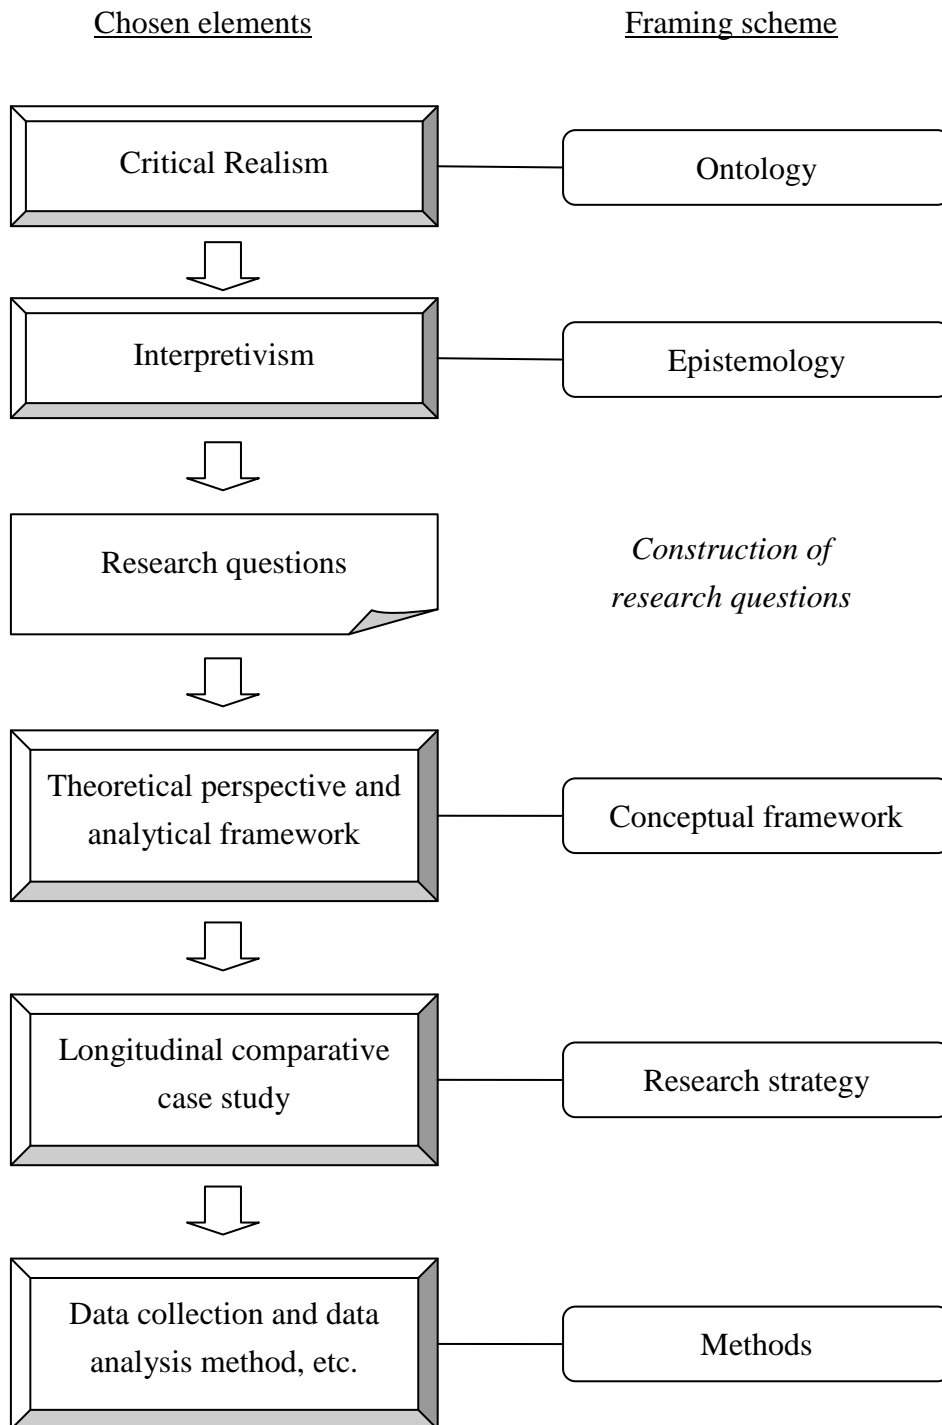 Chosen elements
Framing scheme
Critical Realism
Ontology
Interpretivism
Epistemology
Research questions
Construction of
research questions
Theoretical perspective and
analytical framework
Conceptual framework
Longitudinal comparative
case study
Research strategy
Data collection and data
analysis method, etc.
Methods